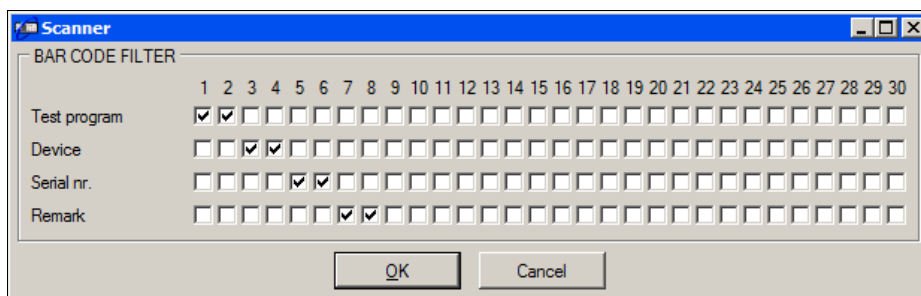 Scanner
BAR CODE FILTER
1 2 3 4 5 6 7 8 9 10 11 12 13 14 15 16 17 18 19 20 21 22 23 24 25 26 27 28 29 30
Test program
Device
Serial nr.
Remark
OK Cancel